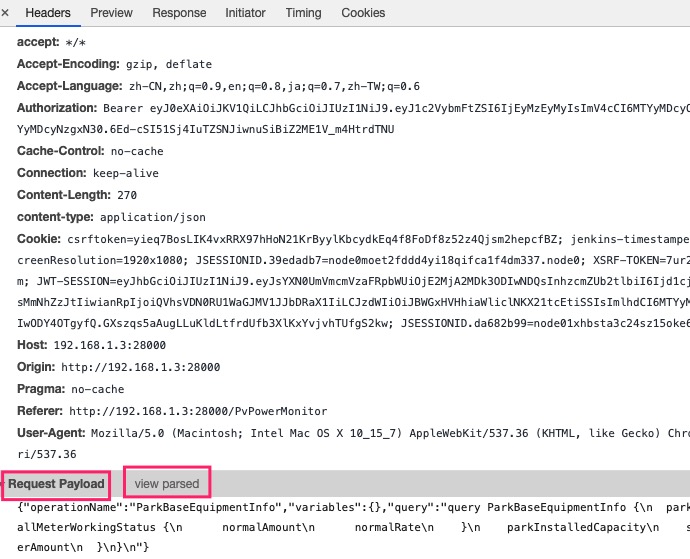 × Headers Preview Response Initiator Timing Cookies
accept: */*
Accept-Encoding: gzip, deflate
Accept-Language: zh-CN,zh;q=0.9,en;q=0.8,ja;q=0.7,zh-TW;q=0.6
Authorization: Bearer eyJ0eXAiOiJKV1QiLCJhbGciOiJIUzI1NiJ9.eyJ1c2VybmFtZSI6IjEyMzEyMyIsImV4cCI6MTYyMDcyO
YyMDcyNzgxN30.6Ed-cSI51Sj4IuTZSNJiwnuSiBiZ2ME1V_m4HtrdTNU
Cache-Control: no-cache
Connection: keep-alive
Content-Length: 270
content-type: application/json
Cookie: csrftoken=yieq7BosLIK4vxRRX97hHoN21KrByylKbcydkEq4f8FoDf8z52z4Qjsm2hepcfBZ; jenkins-timestampe
creenResolution=1920x1080; JSESSIONID.39edadb7=node0moet2fddd4yi18qifca1f4dm337.node0; XSRF-TOKEN=7ur2
m; JWT-SESSION=eyJhbGciOiJIUzI1NiJ9.eyJsYXN0UmVmcmVzaFRpbWUiOjE2MjA2MDk3ODIwNDQsInhzcmZUb2tlbiI6Ijd1cj
sMmNhZzJtIiwianRpIjoiQVhsVDN0RU1WaGJMV1JJbDRaX1IiLCJzdWIiOiJBWGxHVHhiaWliclNKX21tcEtiSSIsImlhdCI6MTYyM
IwODY4OTgyfQ.GXszqs5aAugLLuKldLtfrdUfb3XlKxYvjvhTUfgS2kw; JSESSIONID.da682b99=node01xhbsta3c24sz15oke6
Host: 192.168.1.3:28000
Origin: http://192.168.1.3:28000
Pragma: no-cache
Referer: http://192.168.1.3:28000/PvPowerMonitor
User-Agent: Mozilla/5.0 (Macintosh; Intel Mac OS X 10_15_7) AppleWebKit/537.36 (KHTML, like Gecko) Chro
ri/537.36
Request Payload view parsed
{"operationName":"ParkBaseEquipmentInfo","variables":{},"query":"query ParkBaseEquipmentInfo {\n  park
allMeterWorkingStatus {\n      normalAmount\n      normalRate\n    }\n    parkInstalledCapacity\n    s
erAmount\n  }\n}\n"}